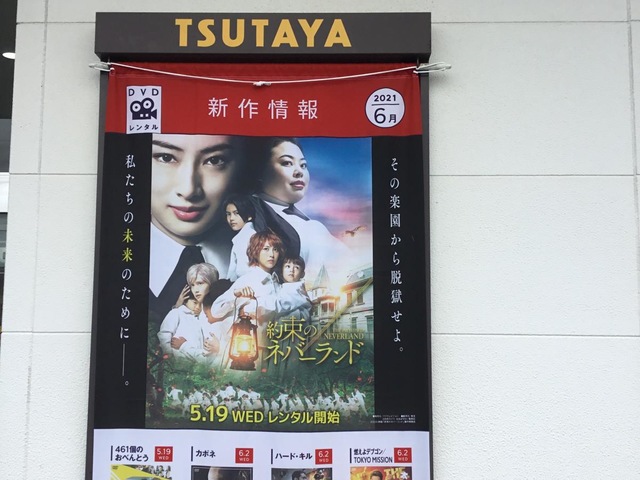 TSUTAYA
DVD
レンタル
新作情報
2021
6月
その楽園から脱獄せよ。
私たちの未来のために――。
約束の
NEVERLAND
ネバーランド
5.19 WED レンタル開始
461個の
おべんとう
5.19
WED
カポネ
6.2
WED
ハード・キル
6.2
WED
燃えよデブゴン/
TOKYO MISSION
6.2
WED